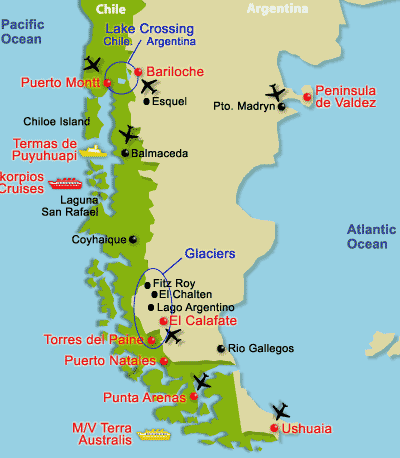 Chile
Argentina
Pacific
Ocean
Lake Crossing
Chile. Argentina
Bariloche
Puerto Montt
Esquel
Pto. Madryn
Peninsula
de Valdez
Chiloe Island
Termas de
Puyuhuapi
Balmaceda
korpios
Cruises
Laguna
San Rafael
Atlantic
Ocean
Coyhaique
Glaciers
Fitz Roy
El Chalten
Lago Argentino
El Calafate
Torres del Paine
Rio Gallegos
Puerto Natales
Punta Arenas
M/V Terra
Australis
Ushuaia